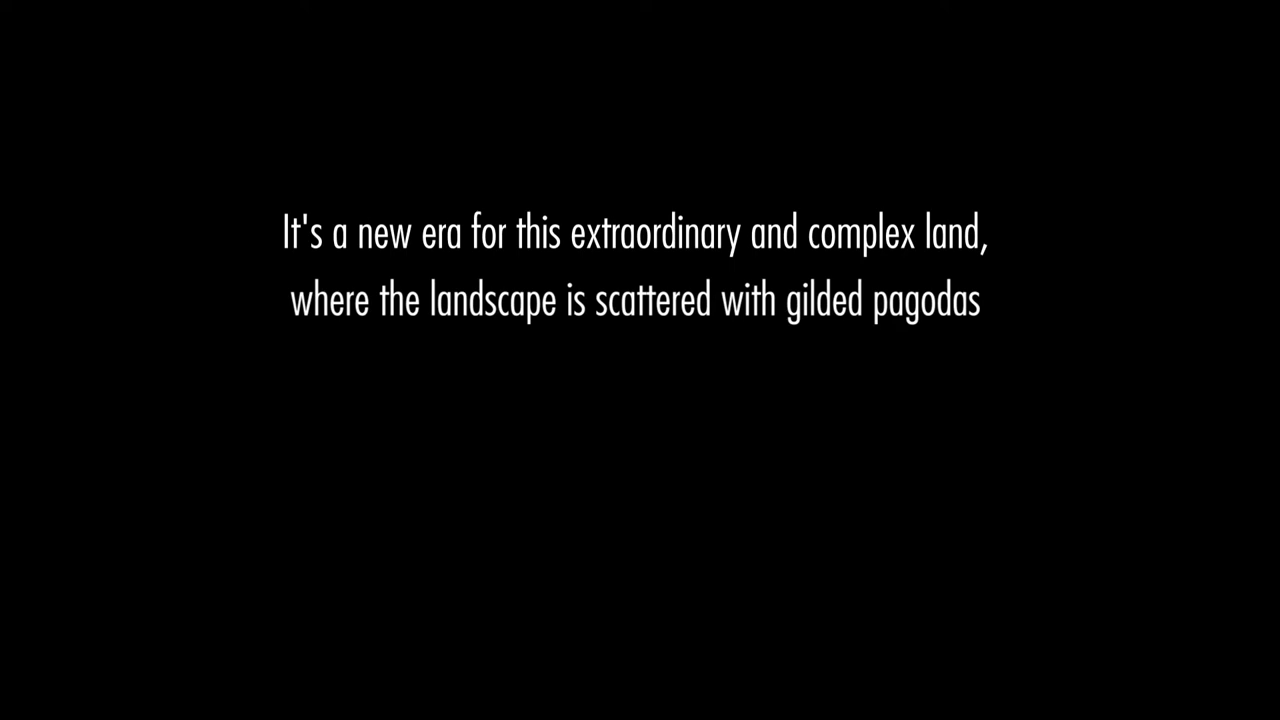 It's a new era for this extraordinary and complex land,
where the landscape is scattered with gilded pagodas